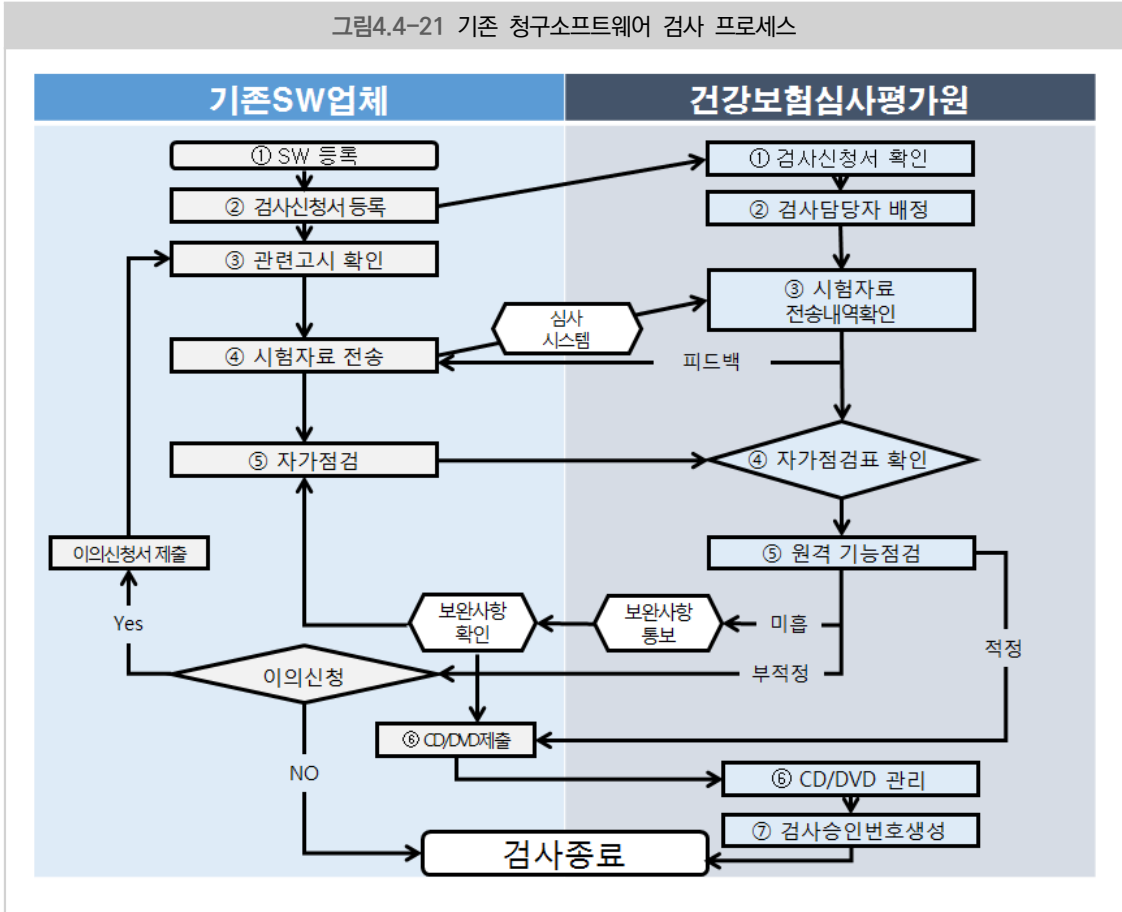 그림4.4-21 기존 청구소프트웨어 검사 프로세스
기존SW업체
건강보험심사평가원
① SW 등록
① 검사신청서 확인
② 검사신청서 등록
② 검사담당자 배정
③ 관련고시 확인
③ 시험자료
전송내역확인
심사
시스템
④ 시험자료 전송
피드백
⑤ 자가점검
④ 자가점검표 확인
이의신청서 제출
⑤ 원격 기능점검
Yes
보완사항
확인
보완사항
통보
미흡
적정
이의신청
부적정
⑥ CD/DVD제출
NO
⑥ CD/DVD 관리
⑦ 검사승인번호생성
검사종료